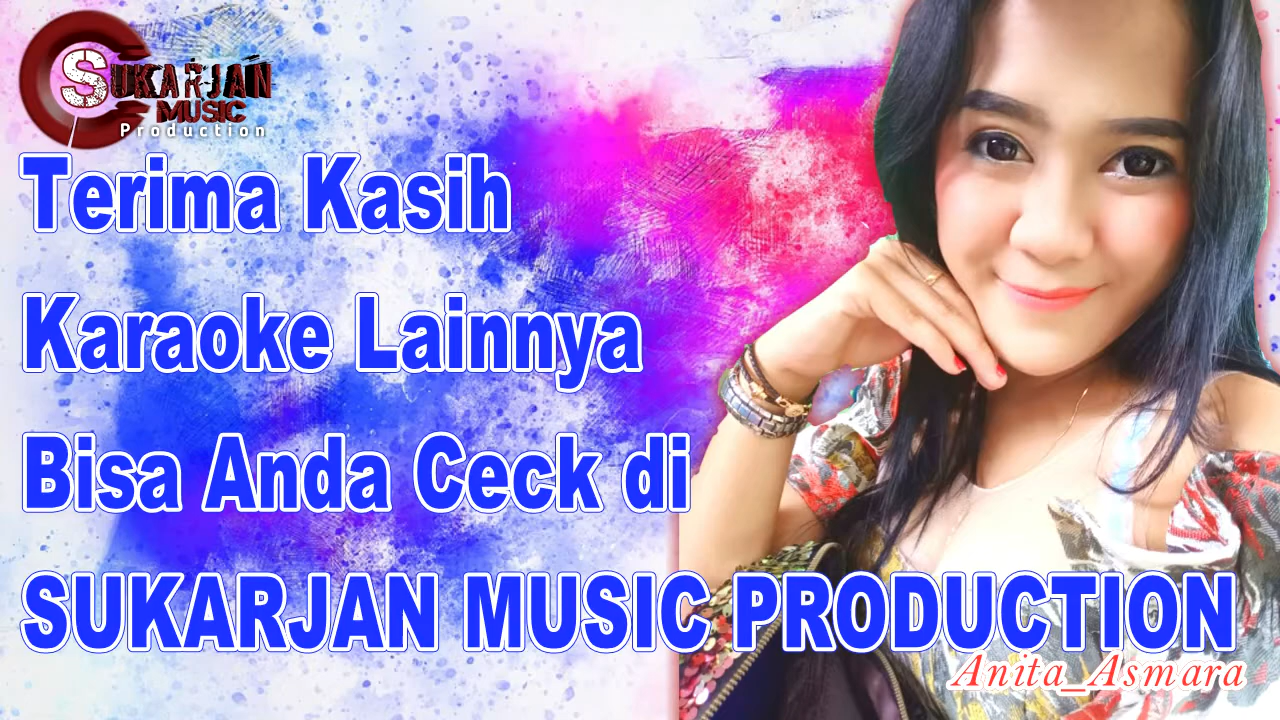 SUKARJAN
MUSIC
Production
Terima Kasih
Karaoke Lainnya
Bisa Anda Ceck di
SUKARJAN MUSIC PRODUCTION
Anita_Asmara